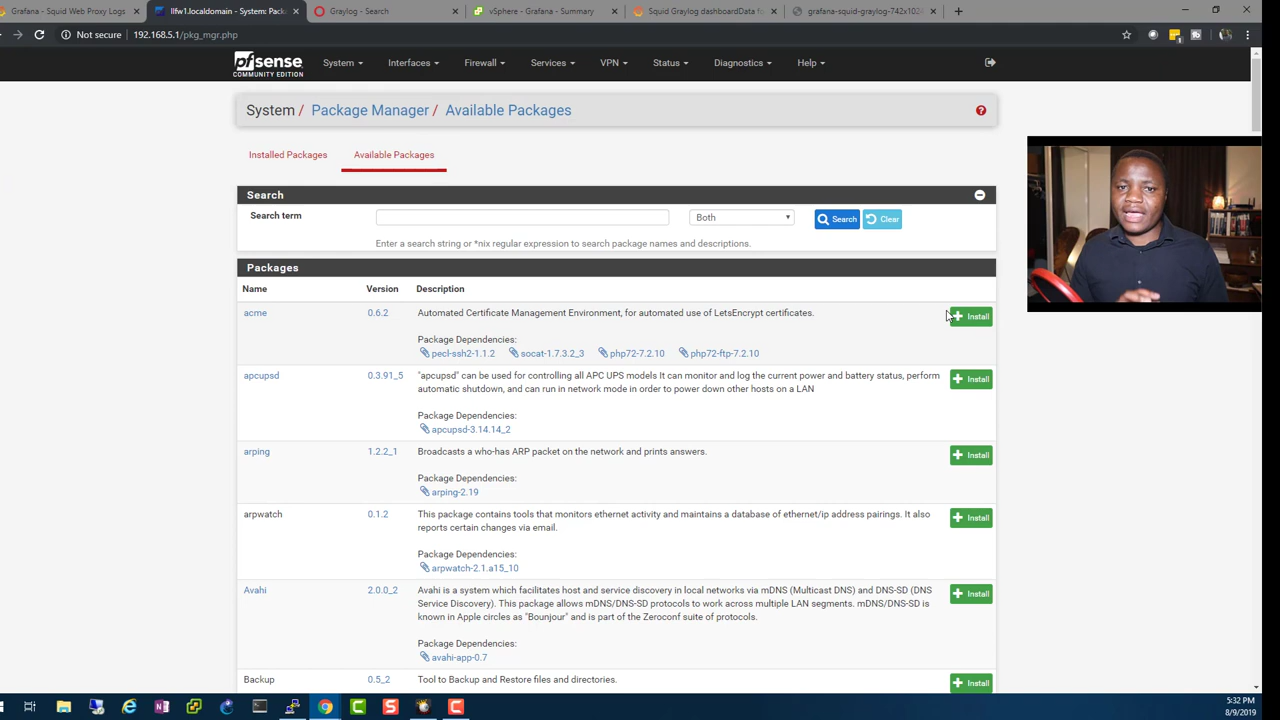 Grafana - Squid Web Proxy Logs
llfw1.localdomain - System: Packa
Search
vSphere - Grafana - Summary
Squid Graylog dashboardData fo
grafana-squid-graylog-742x102
Not secure
192.168.5.1/pkg_mgr.php
pfsense
COMMUNITY EDITION
System
Interfaces
Firewall
Services
VPN
Status
Diagnostics
Help
System / Package Manager / Available Packages
Installed Packages
Available Packages
Search
Search term
Both
Search
Clear
Enter a search string or *nix regular expression to search package names and descriptions.
Packages
Name Version Description
acme 0.6.2 Automated Certificate Management Environment, for automated use of LetsEncrypt certificates.
Install
Package Dependencies:
pecl-ssh2-1.1.2 socat-1.7.3.2_3 php72-7.2.10 php72-ftp-7.2.10
apcupsd 0.3.91_5 "apcupsd" can be used for controlling all APC UPS models It can monitor and log the current power and battery status, perform
automatic shutdown, and can run in network mode in order to power down other hosts on a LAN
Install
Package Dependencies:
apcupsd-3.14.14_2
arping 1.2.2_1 Broadcasts a who-has ARP packet on the network and prints answers.
Install
Package Dependencies:
arping-2.19
arpwatch 0.1.2 This package contains tools that monitors ethernet activity and maintains a database of ethernet/ip address pairings. It also
reports certain changes via email.
Install
Package Dependencies:
arpwatch-2.1.a15_10
Avahi 2.0.0_2 Avahi is a system which facilitates host and service discovery in local networks via mDNS (Multicast DNS) and DNS-SD (DNS
Service Discovery). This package allows mDNS/DNS-SD protocols to work across multiple LAN segments. mDNS/DNS-SD is
known in Apple circles as "Bounjour" and is part of the Zeroconf suite of protocols.
Install
Package Dependencies:
avahi-app-0.7
Backup 0.5_2 Tool to Backup and Restore files and directories.
Install
5:32 PM
8/9/2019